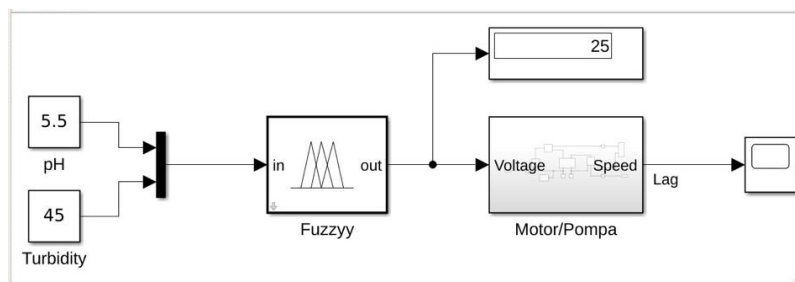 25
5.5
pH
in
out
Voltage
Speed
Lag
45
Turbidity
Fuzzyy
Motor/Pompa